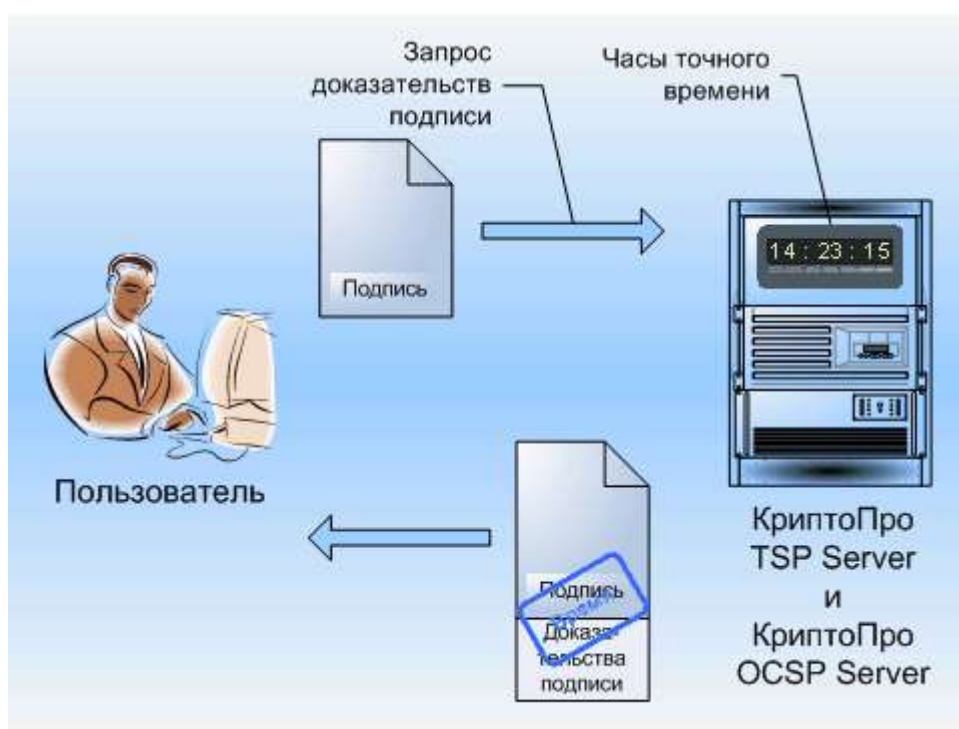 Запрос
доказательств
подписи
Часы точного
времени
14 : 23 : 15
Подпись
Пользователь
Подпись
Время
Доказа-
тельства
подписи
КриптоПро
TSP Server
и
КриптоПро
OCSP Server